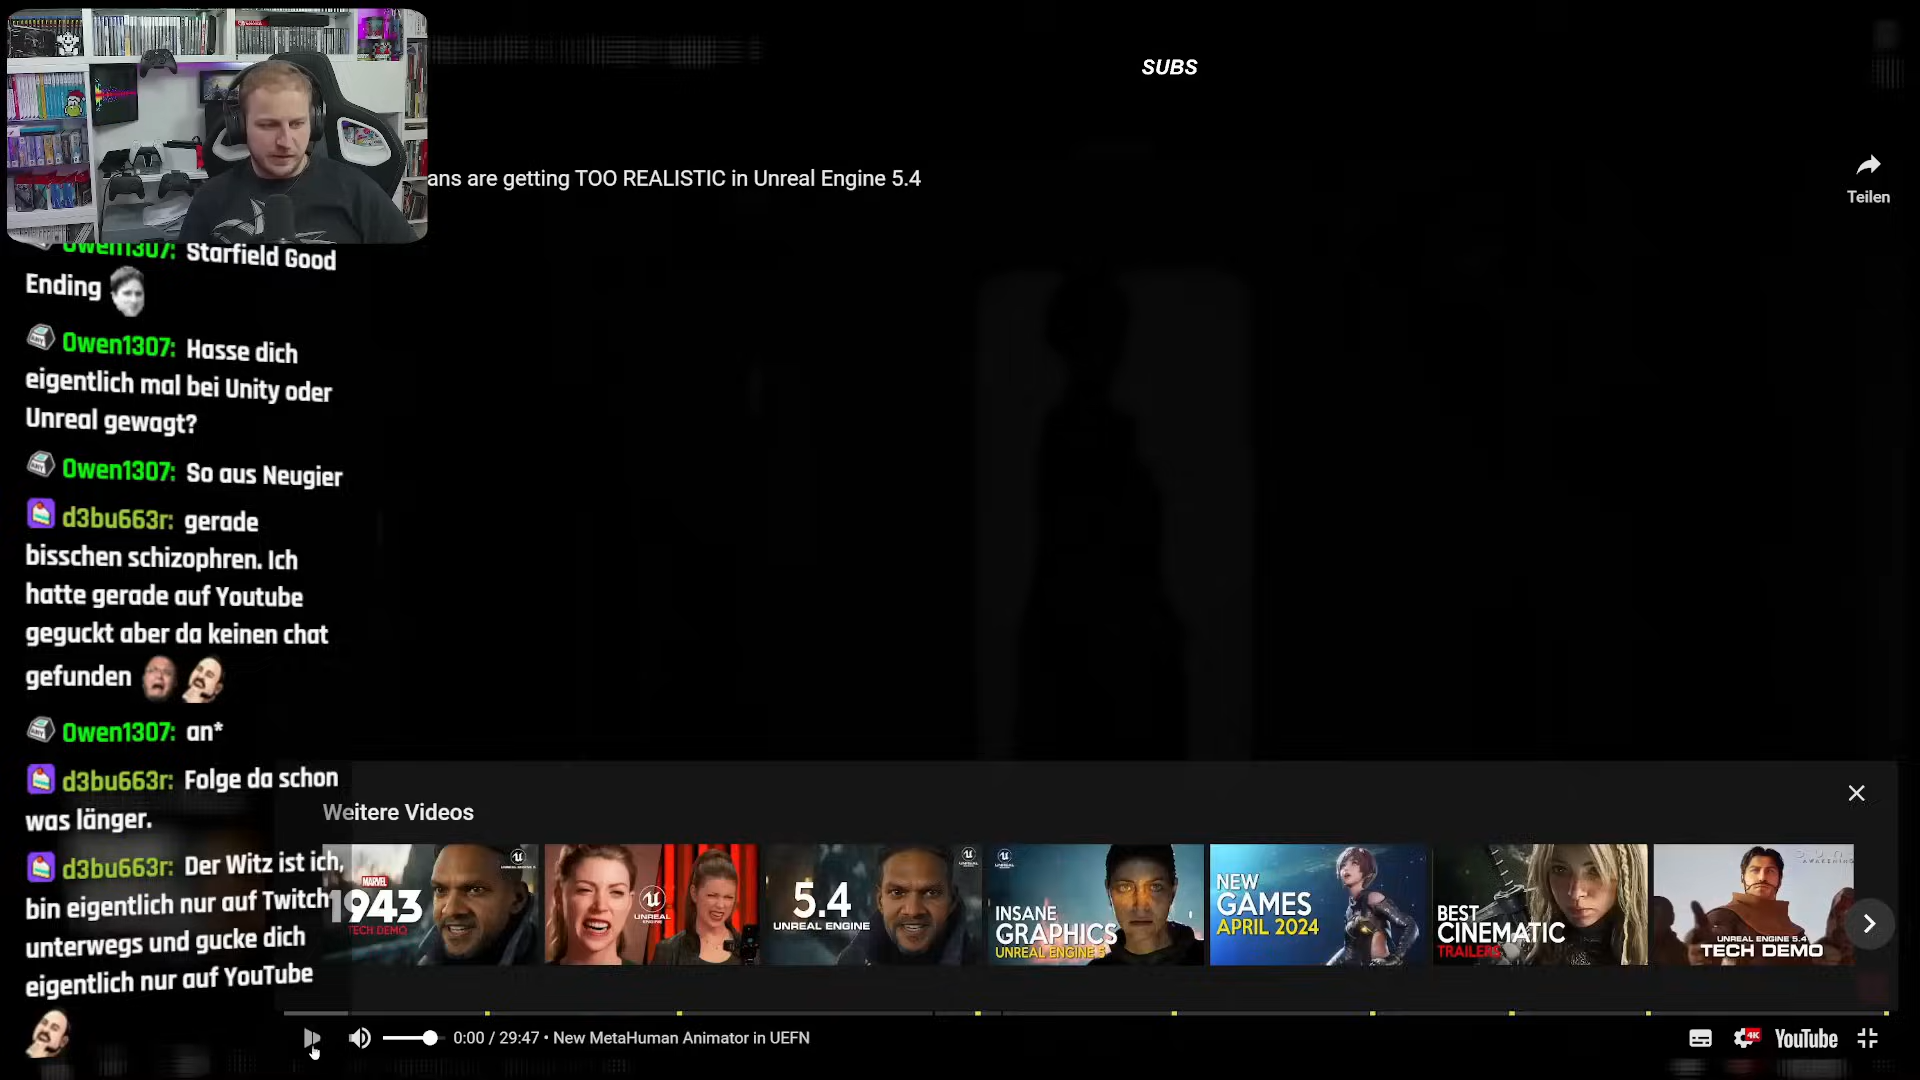 SUBS
ans are getting TOO REALISTIC in Unreal Engine 5.4
Teilen
0wen1307: Starfield Good
Ending
0wen1307: Hasse dich
eigentlich mal bei Unity oder
Unreal gewagt?
0wen1307: So aus Neugier
d3bu663r: gerade
bisschen schizophren. Ich
hatte gerade auf Youtube
geguckt aber da keinen chat
gefunden
0wen1307: an*
d3bu663r: Folge da schon
was länger.
d3bu663r: Der Witz ist ich,
bin eigentlich nur auf Twitch
unterwegs und gucke dich
eigentlich nur auf YouTube
Weitere Videos
MARVEL
1943
TECH DEMO
UNREAL
5.4
UNREAL ENGINE
INSANE
GRAPHICS
UNREAL ENGINE 5
NEW
GAMES
APRIL 2024
BEST
CINEMATIC
TRAILERS
AWAKENING
UNREAL ENGINE 5.4
TECH DEMO
0:00 / 29:47 • New MetaHuman Animator in UEFN
4K
YouTube